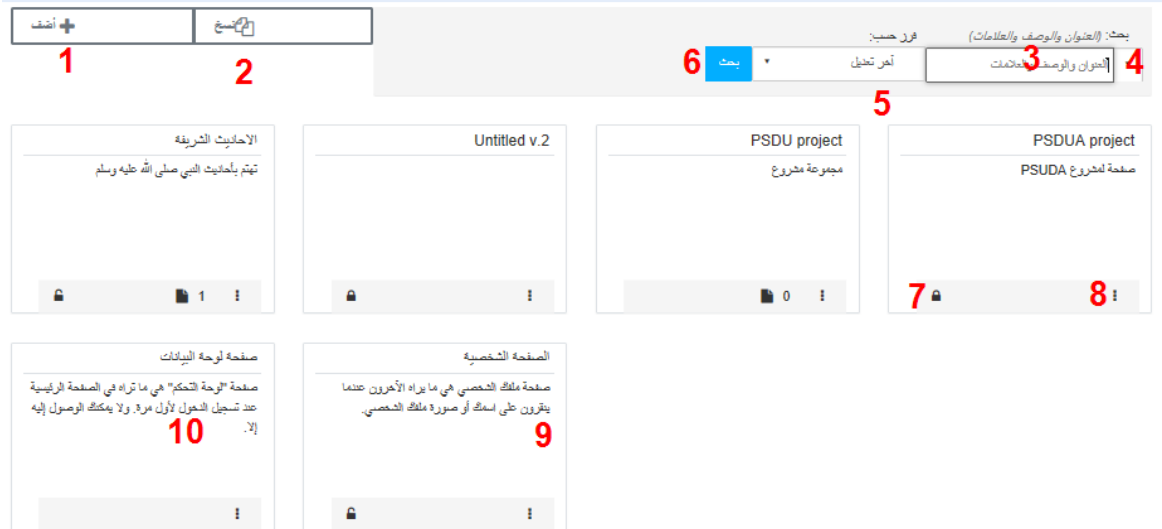 أضف
نسخ
بحث: (العنوان والوصف والعلامات)
فرز حسب:
العنوان والوصف والعلامات
آخر تعديل
بحث
1
2
3
4
5
6
PSDUA project
صفحة لمشروع PSUDA
7
8
PSDU project
مجموعة مشروع
0
Untitled v.2
الاحاديث الشريفة
تهتم بأحاديث النبي صلى الله عليه وسلم
1
الصفحة الشخصية
صفحة ملفك الشخصي هي ما يراه الآخرون عندما
ينقرون على اسمك أو صورة ملفك الشخصي.
9
صفحة لوحة البيانات
صفحة "لوحة التحكم" هي ما تراه في الصفحة الرئيسية
عند تسجيل الدخول لأول مرة. ولا يمكنك الوصول إليه
إلا.
10